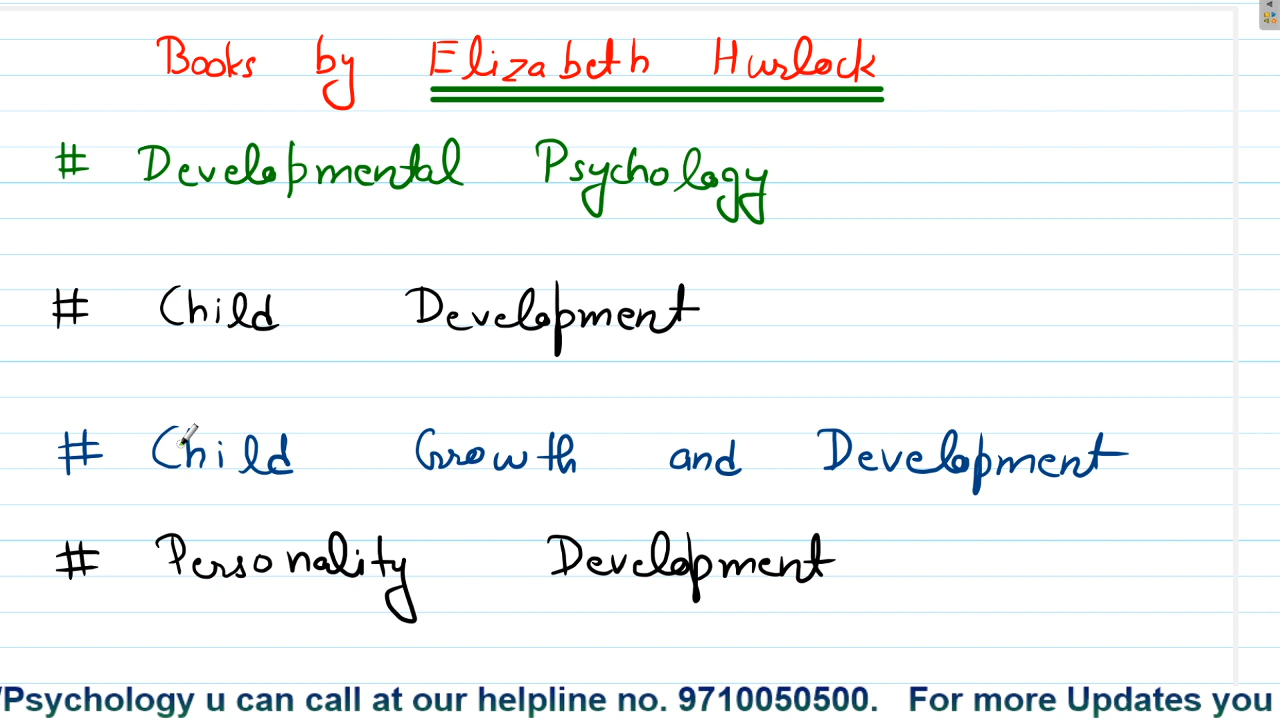 Books by Elizabeth Hurlock
# Developmental Psychology
# Child Development
# Child Growth and Development
# Personality Development
/Psychology u can call at our helpline no. 9710050500. For more Updates you